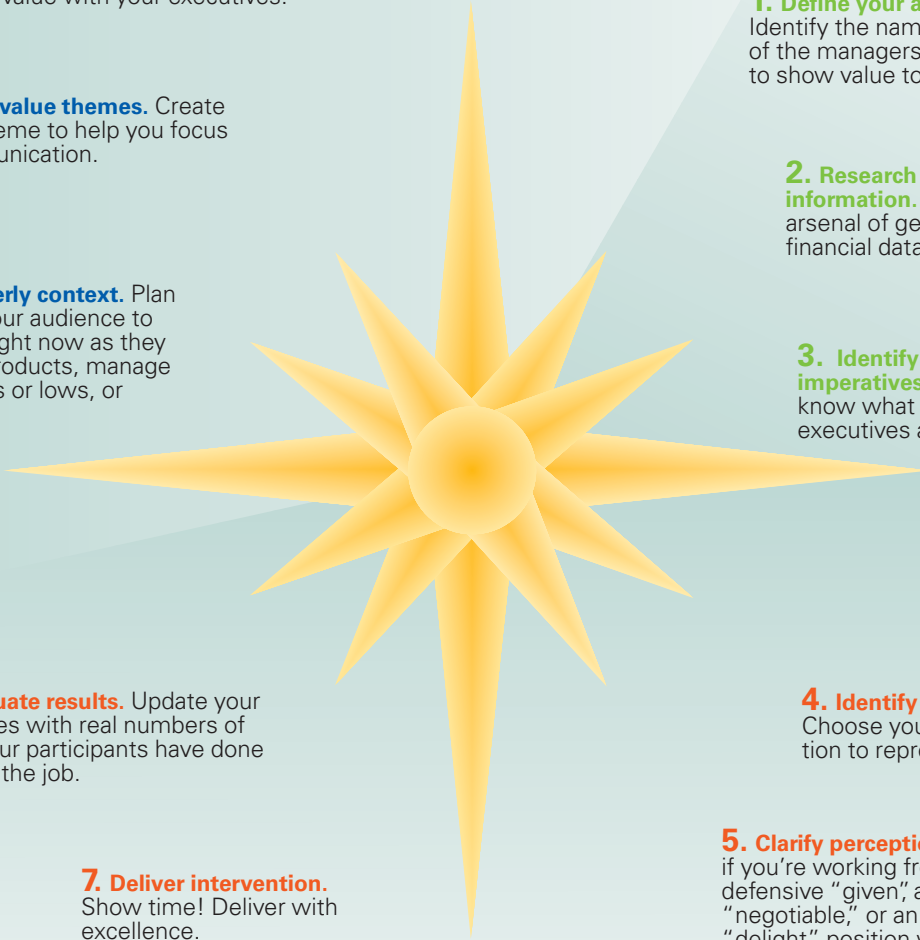 value with your executives.
value themes. Create
eme to help you focus
unication.
erly context. Plan
our audience to
ght now as they
roducts, manage
s or lows, or
uate results. Update your
es with real numbers of
ur participants have done
the job.
7. Deliver intervention.
Show time! Deliver with
excellence.
1. Define your a
Identify the nam
of the managers
to show value to
2. Research
information.
arsenal of ge
financial data
3. Identify
imperatives
know what
executives a
4. Identify
Choose you
tion to repre
5. Clarify percepti
if you're working fr
defensive “given”, a
“negotiable,” or an
“delight” position